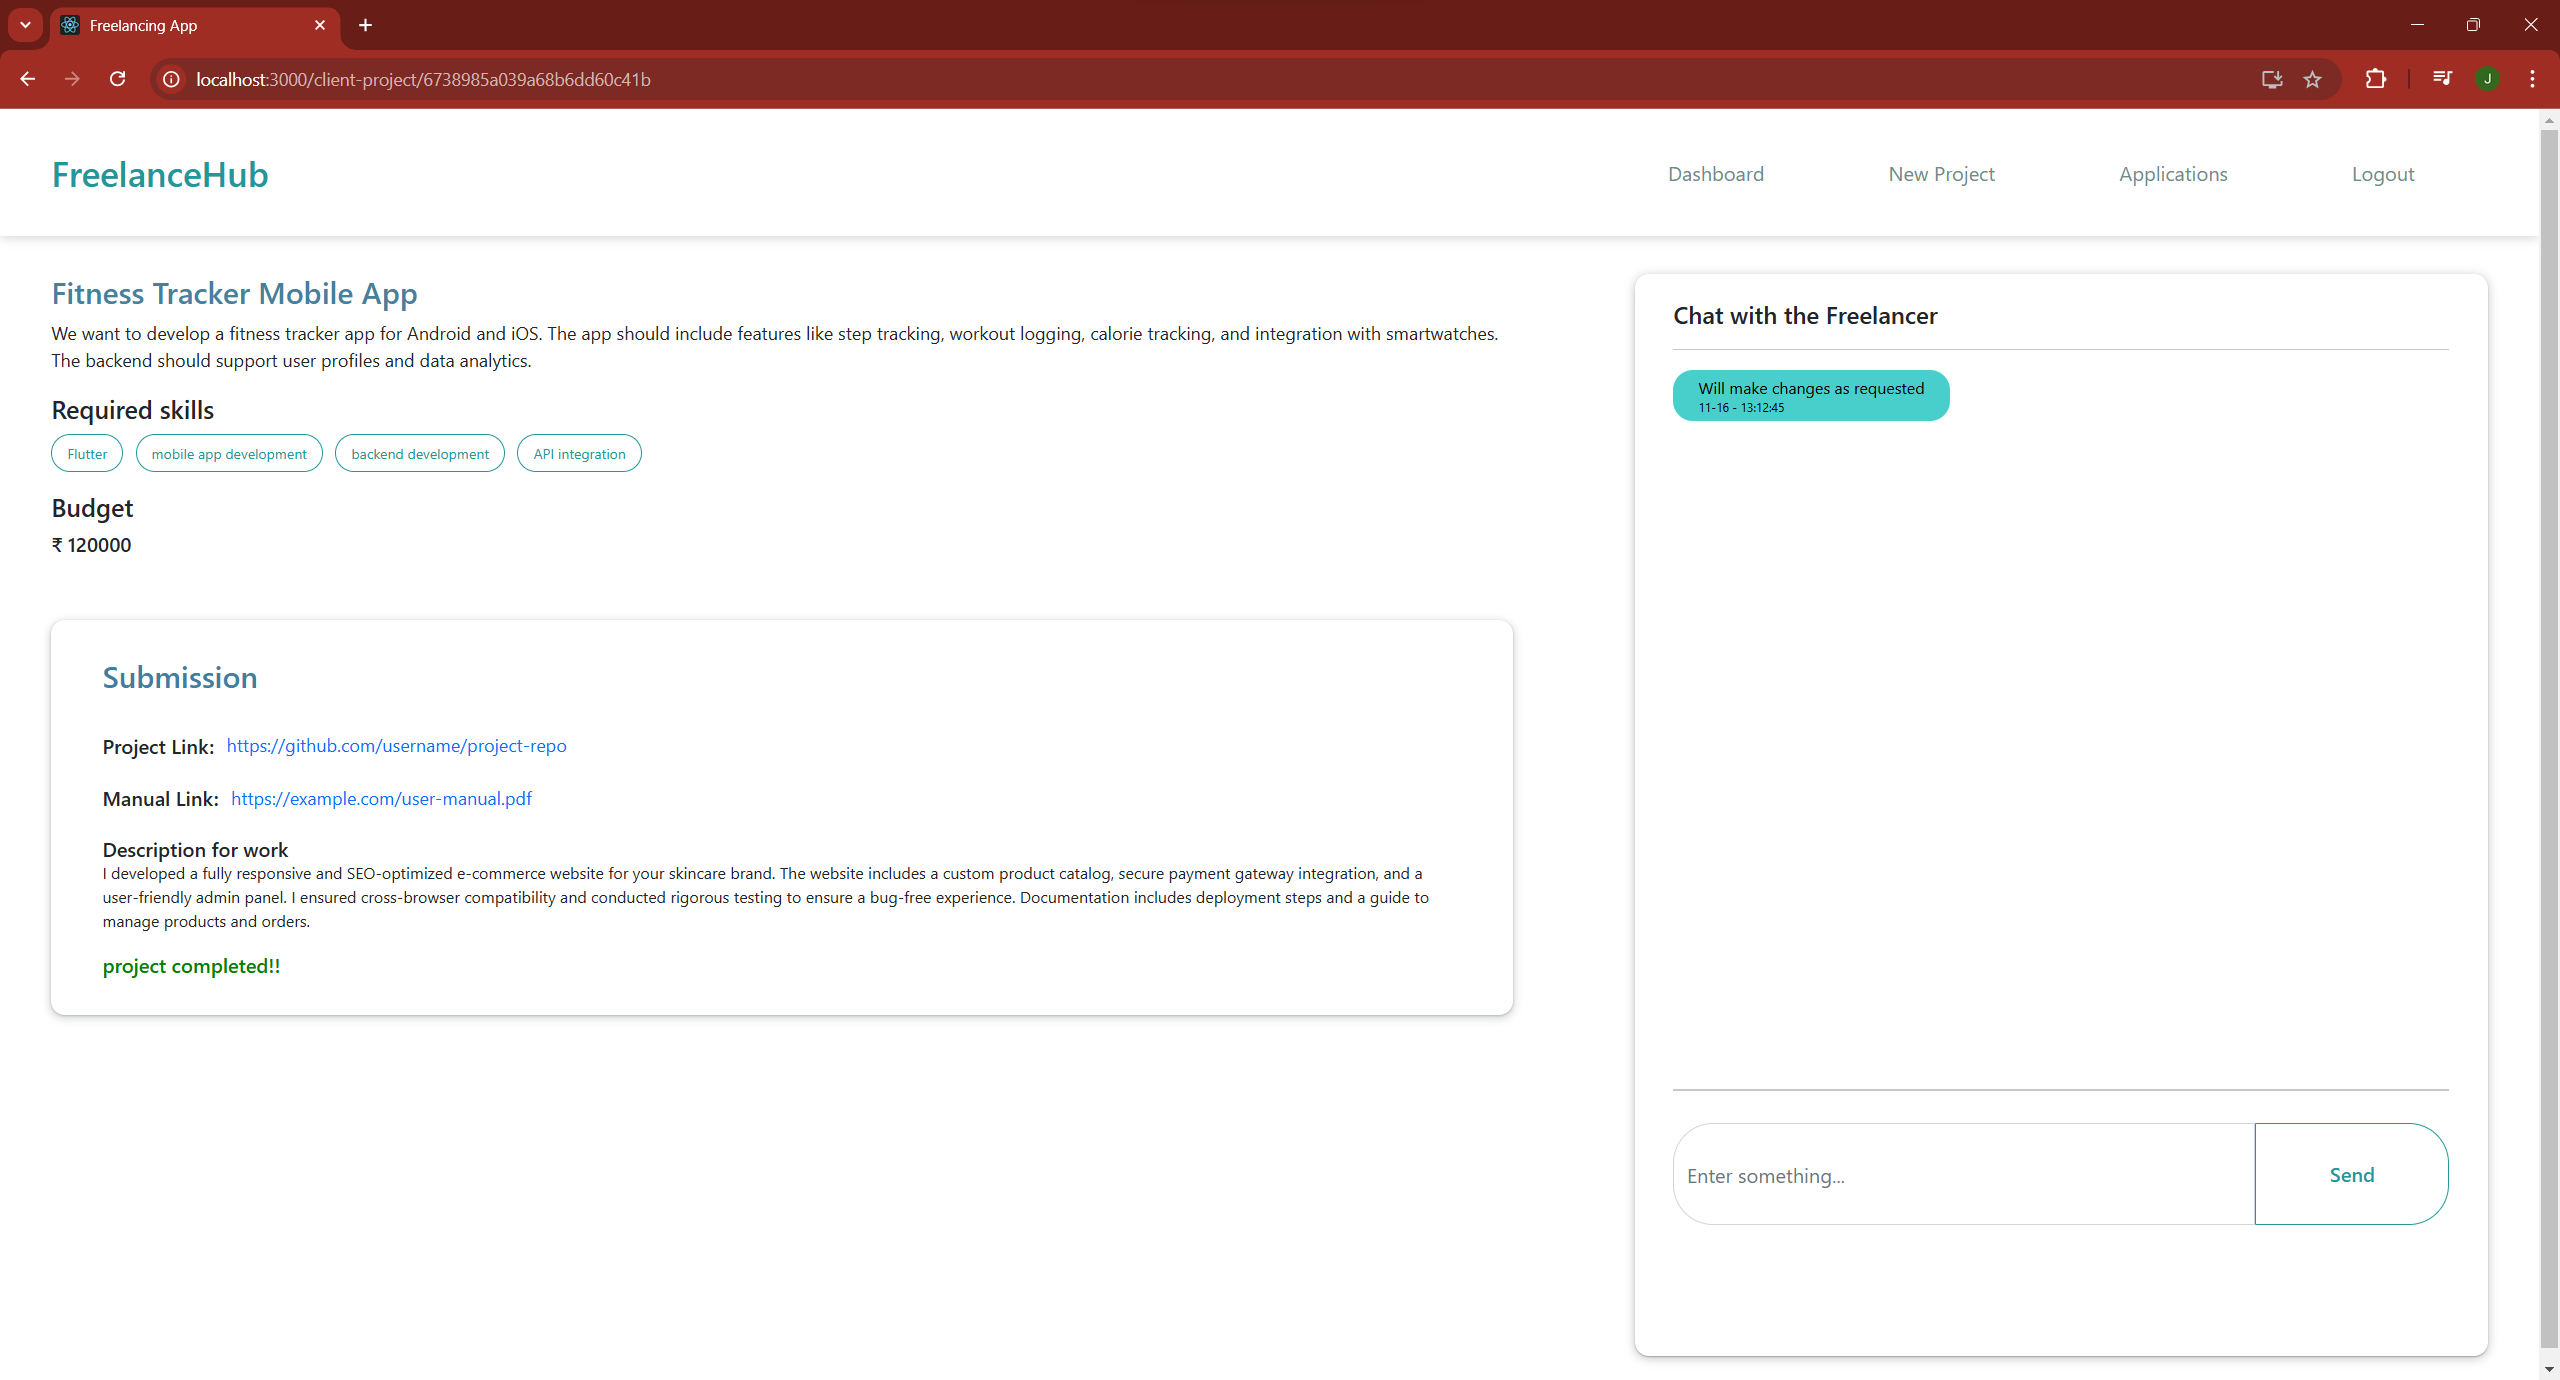 Freelancing App
localhost:3000/client-project/6738985a039a68b6dd60c41b
J
FreelanceHub
Dashboard
New Project
Applications
Logout
Fitness Tracker Mobile App
We want to develop a fitness tracker app for Android and iOS. The app should include features like step tracking, workout logging, calorie tracking, and integration with smartwatches.
The backend should support user profiles and data analytics.
Required skills
Flutter
mobile app development
backend development
API integration
Budget
₹ 120000
Submission
Project Link: https://github.com/username/project-repo
Manual Link: https://example.com/user-manual.pdf
Description for work
I developed a fully responsive and SEO-optimized e-commerce website for your skincare brand. The website includes a custom product catalog, secure payment gateway integration, and a
user-friendly admin panel. I ensured cross-browser compatibility and conducted rigorous testing to ensure a bug-free experience. Documentation includes deployment steps and a guide to
manage products and orders.
project completed!!
Chat with the Freelancer
Will make changes as requested
11-16 - 13:12:45
Enter something...
Send